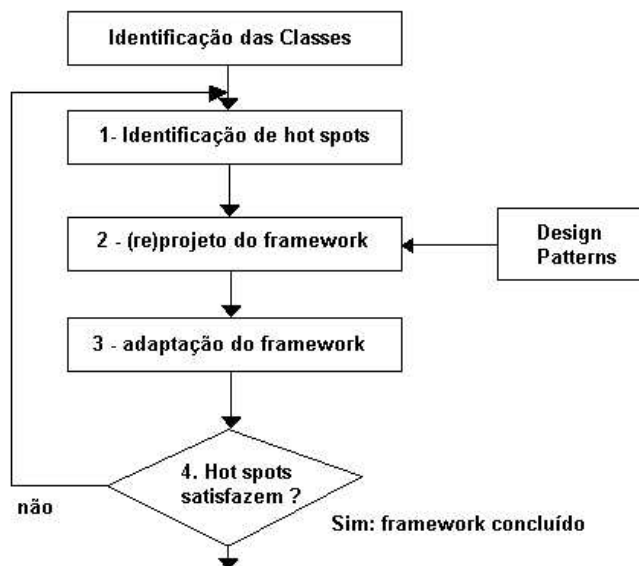 Identificação das Classes
1- Identificação de hot spots
2 - (re)projeto do framework
Design
Patterns
3 - adaptação do framework
4. Hot spots
satisfazem ?
não
Sim: framework concluído